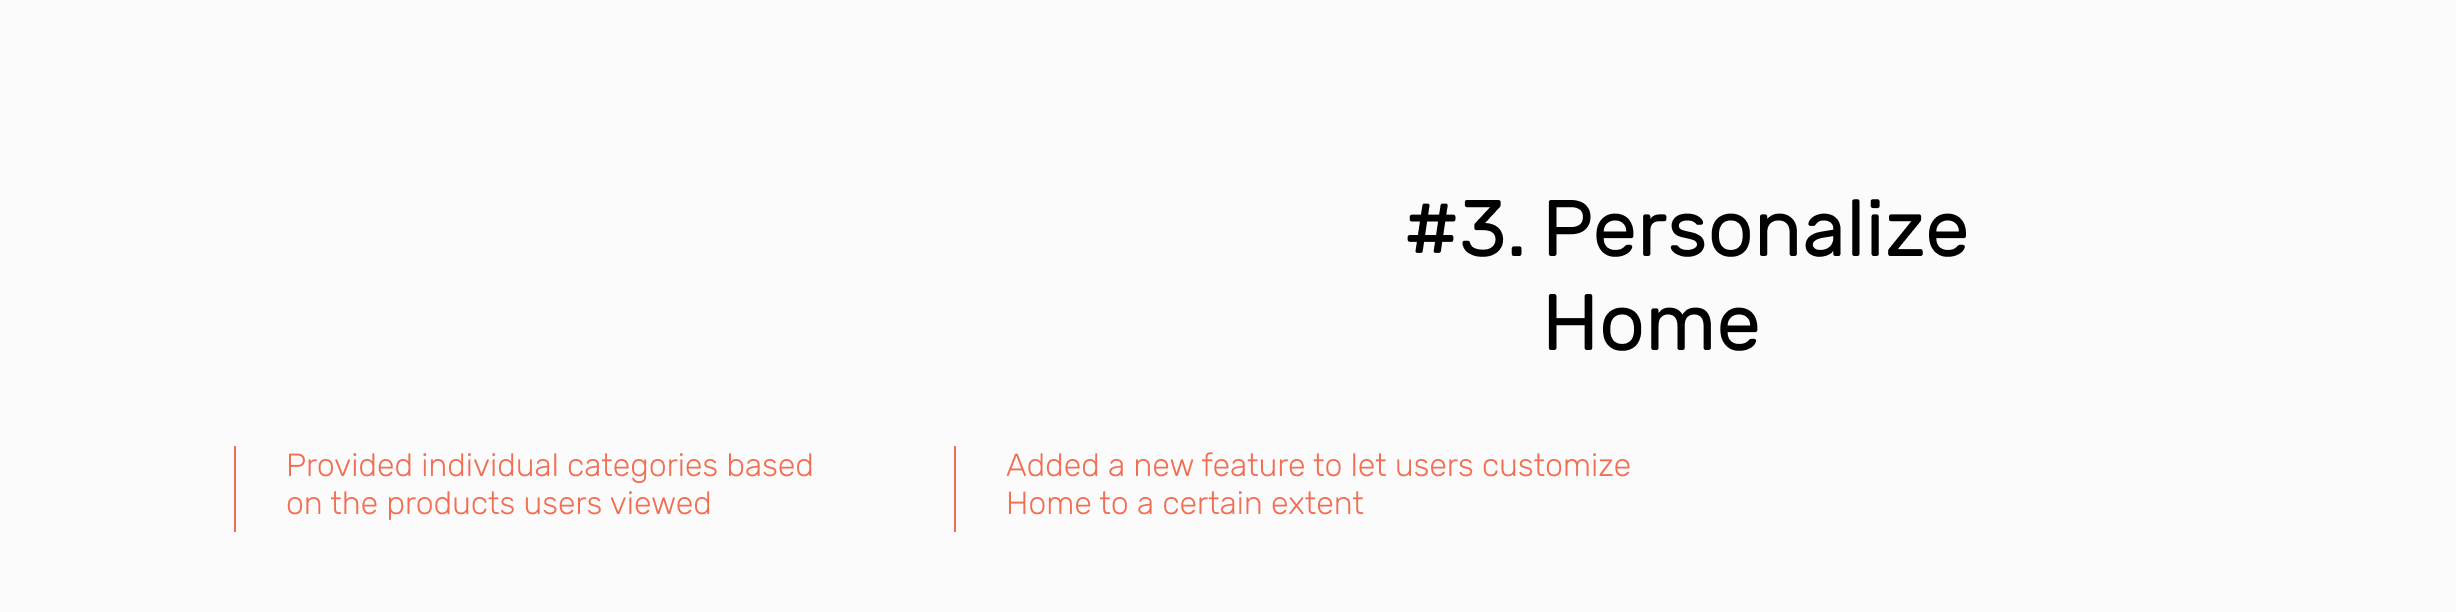 #3. Personalize
Home
Provided individual categories based
on the products users viewed
Added a new feature to let users customize
Home to a certain extent